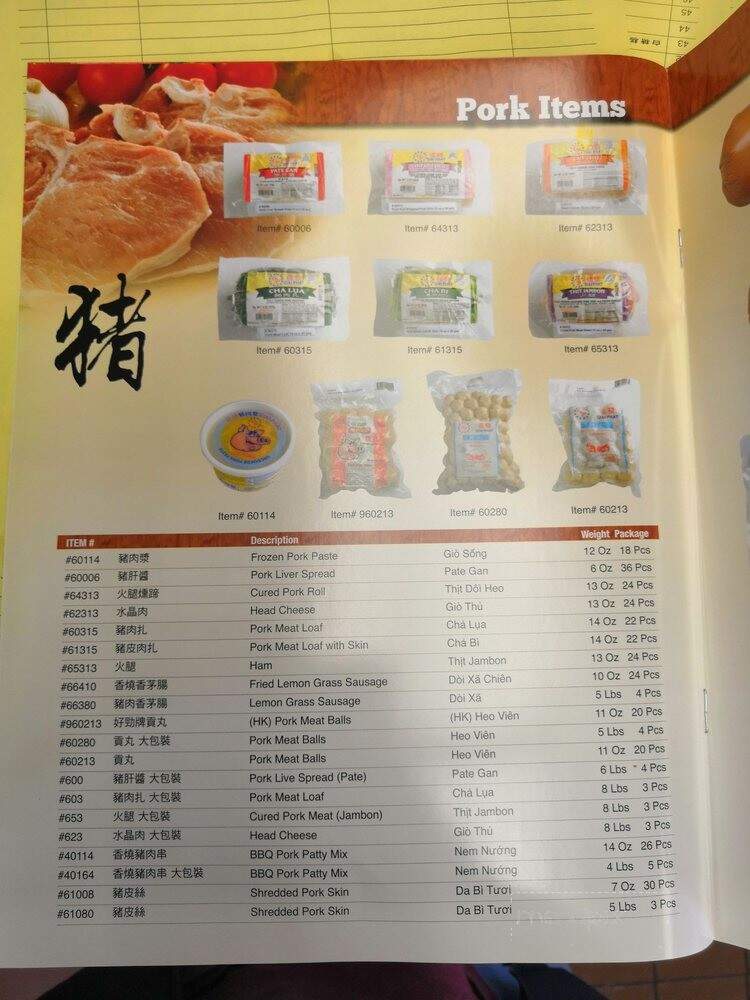 45
44
43 白糖糕
Pork Items
PATE GAN
Item# 60006
Item# 64313
Item# 62313
猪
CHA LUA
CHA BI
THIT JAMBON
Item# 60315
Item# 61315
Item# 65313
Item# 60114
Item# 960213
Item# 60280
Item# 60213
ITEM # Description Weight Package
#60114 豬肉漿 Frozen Pork Paste Giò Sống 12 Oz 18 Pcs
#60006 豬肝醬 Pork Liver Spread Pate Gan 6 Oz 36 Pcs
#64313 火腿燻蹄 Cured Pork Roll Thịt Dồi Heo 13 Oz 24 Pcs
#62313 水晶肉 Head Cheese Giò Thủ 13 Oz 24 Pcs
#60315 豬肉扎 Pork Meat Loaf Chả Lụa 14 Oz 22 Pcs
#61315 豬皮肉扎 Pork Meat Loaf with Skin Chả Bì 14 Oz 22 Pcs
#65313 火腿 Ham Thịt Jambon 13 Oz 24 Pcs
#66410 香燒香茅腸 Fried Lemon Grass Sausage Dồi Xã Chiên 10 Oz 24 Pcs
#66380 豬肉香茅腸 Lemon Grass Sausage Dồi Xã 5 Lbs 4 Pcs
#960213 好勁牌貢丸 (HK) Pork Meat Balls (HK) Heo Viên 11 Oz 20 Pcs
#60280 貢丸 大包裝 Pork Meat Balls Heo Viên 5 Lbs 4 Pcs
#60213 貢丸 Pork Meat Balls Heo Viên 11 Oz 20 Pcs
#600 豬肝醬 大包裝 Pork Live Spread (Pate) Pate Gan 6 Lbs 4 Pcs
#603 豬肉扎 大包裝 Pork Meat Loaf Chả Lụa 8 Lbs 3 Pcs
#653 火腿 大包裝 Cured Pork Meat (Jambon) Thịt Jambon 8 Lbs 3 Pcs
#623 水晶肉 大包裝 Head Cheese Giò Thủ 8 Lbs 3 Pcs
#40114 香燒豬肉串 BBQ Pork Patty Mix Nem Nướng 14 Oz 26 Pcs
#40164 香燒豬肉串 大包裝 BBQ Pork Patty Mix Nem Nướng 4 Lbs 5 Pcs
#61008 豬皮絲 Shredded Pork Skin Da Bì Tươi 7 Oz 30 Pcs
#61080 豬皮絲 Shredded Pork Skin Da Bì Tươi 5 Lbs 3 Pcs